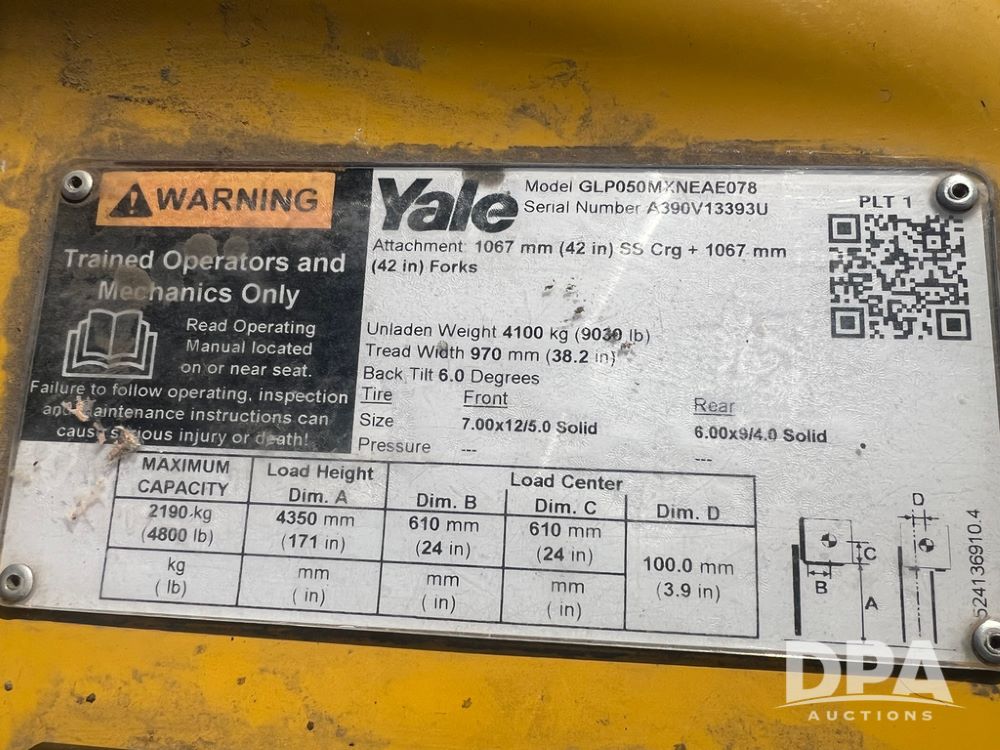 WARNING
Trained Operators and
Mechanics Only
Read Operating
Manual located
on or near seat.
Failure to follow operating, inspection
and maintenance instructions can
cause serious injury or death!
Yale
Model GLP050MXNEAE078
Serial Number A390V13393U
PLT 1
Attachment 1067 mm (42 in) SS Crg + 1067 mm
(42 in) Forks
Unladen Weight 4100 kg (9030 lb)
Tread Width 970 mm (38.2 in)
Back Tilt 6.0 Degrees
Tire Front Rear
Size 7.00x12/5.0 Solid 6.00x9/4.0 Solid
Pressure --- ---
MAXIMUM CAPACITY Load Height Dim. A Load Center Dim. B Dim. C Dim. D
2190 kg 4350 mm 610 mm 610 mm 100.0 mm
(4800 lb) (171 in) (24 in) (24 in) (3.9 in)
kg mm mm mm
( lb) ( in) ( in) ( in)
D
C
B
A
524136910.4
DPA
AUCTIONS